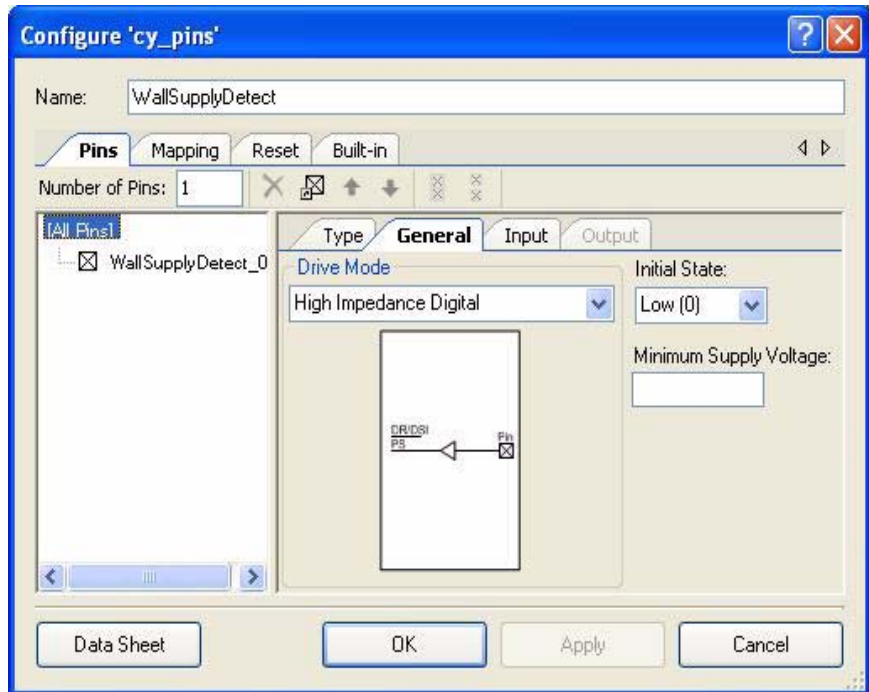 Configure 'cy_pins'
Name: WallSupplyDetect
Pins Mapping Reset Built-in
Number of Pins: 1
[All Pins]
WallSupplyDetect_0
Type General Input Output
Drive Mode
High Impedance Digital
Initial State:
Low (0)
Minimum Supply Voltage:
DR/DSI
PS
Pin
Data Sheet OK Apply Cancel